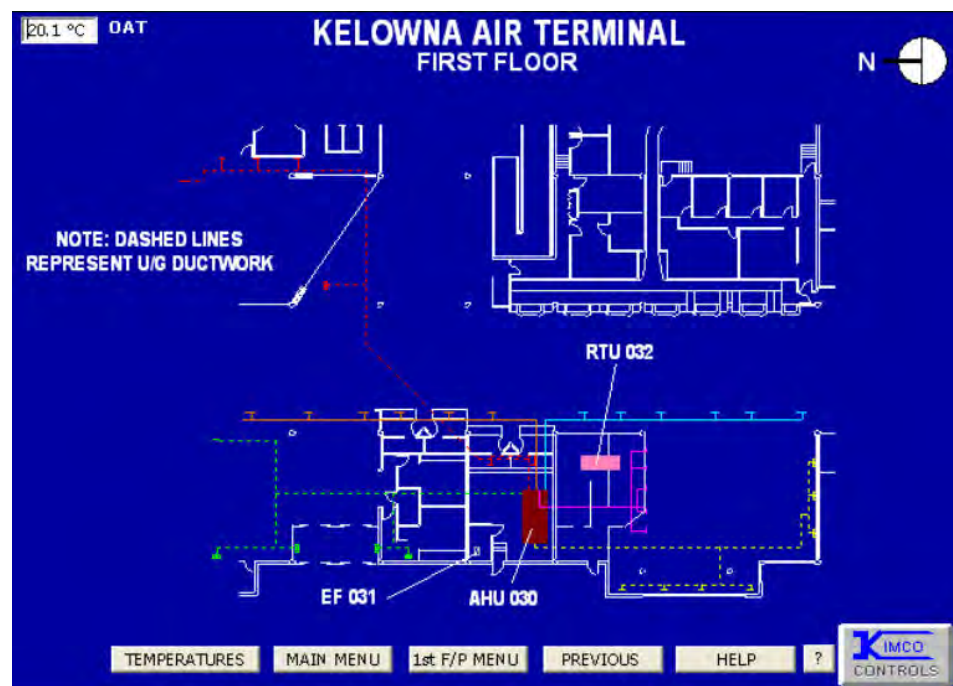 20.1 °C OAT
KELOWNA AIR TERMINAL
FIRST FLOOR
N
NOTE: DASHED LINES
REPRESENT U/G DUCTWORK
RTU 032
EF 031
AHU 030
TEMPERATURES
MAIN MENU
1st F/P MENU
PREVIOUS
HELP
?
KIMCO
CONTROLS